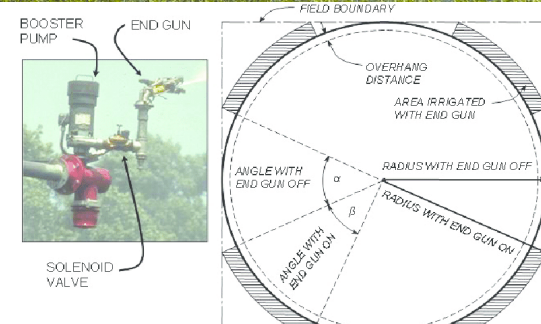 BOOSTER
PUMP
END GUN
SOLENOID
VALVE
FIELD BOUNDARY
OVERHANG
DISTANCE
AREA IRRIGATED
WITH END GUN
ANGLE WITH
END GUN OFF
α
RADIUS WITH END GUN OFF
β
RADIUS WITH END GUN ON
ANGLE WITH
END GUN ON